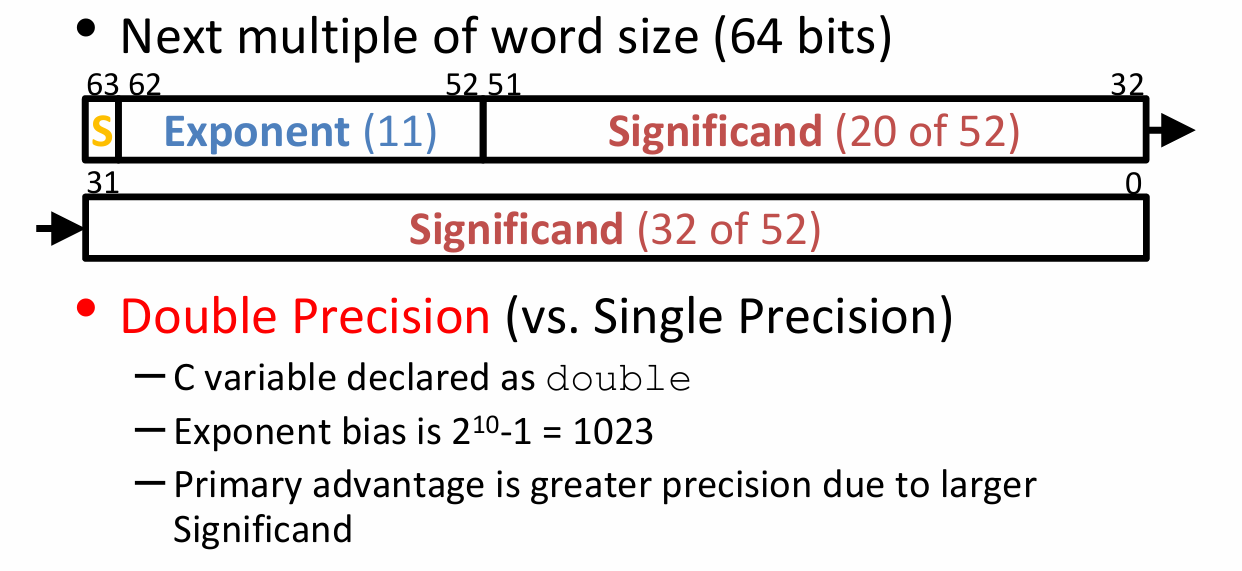 • Next multiple of word size (64 bits)
63 62 52 51 32
S Exponent (11) Significand (20 of 52)
31 0
Significand (32 of 52)
• Double Precision (vs. Single Precision)
– C variable declared as double
– Exponent bias is 2¹⁰-1 = 1023
– Primary advantage is greater precision due to larger
Significand